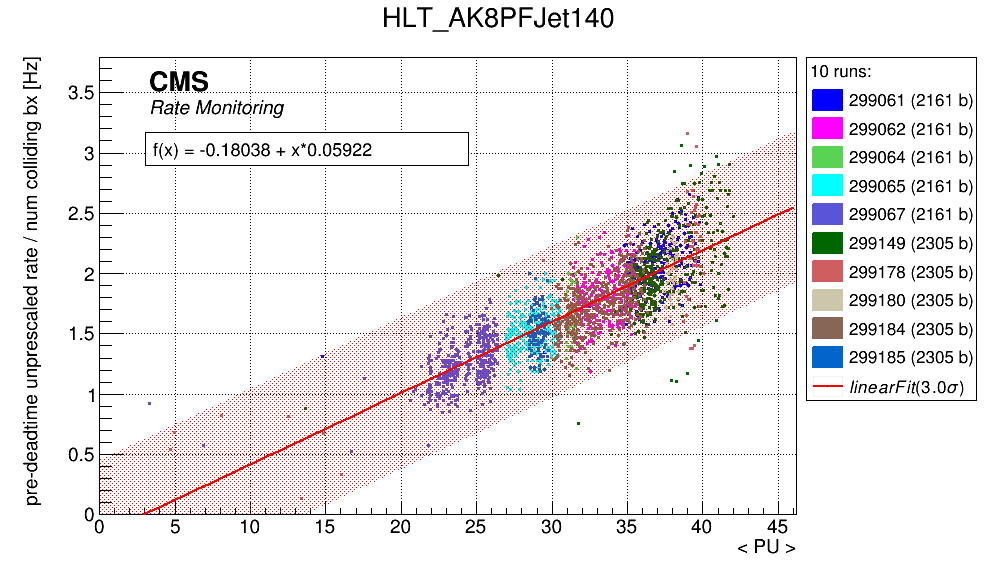 HLT_AK8PFJet140
pre-deadtime unprescaled rate / num colliding bx [Hz]
CMS
Rate Monitoring
f(x) = -0.18038 + x*0.05922
3.5
3
2.5
2
1.5
1
0.5
0
0 5 10 15 20 25 30 35 40 45
< PU >
10 runs:
299061 (2161 b)
299062 (2161 b)
299064 (2161 b)
299065 (2161 b)
299067 (2161 b)
299149 (2305 b)
299178 (2305 b)
299180 (2305 b)
299184 (2305 b)
299185 (2305 b)
linearFit(3.0σ)